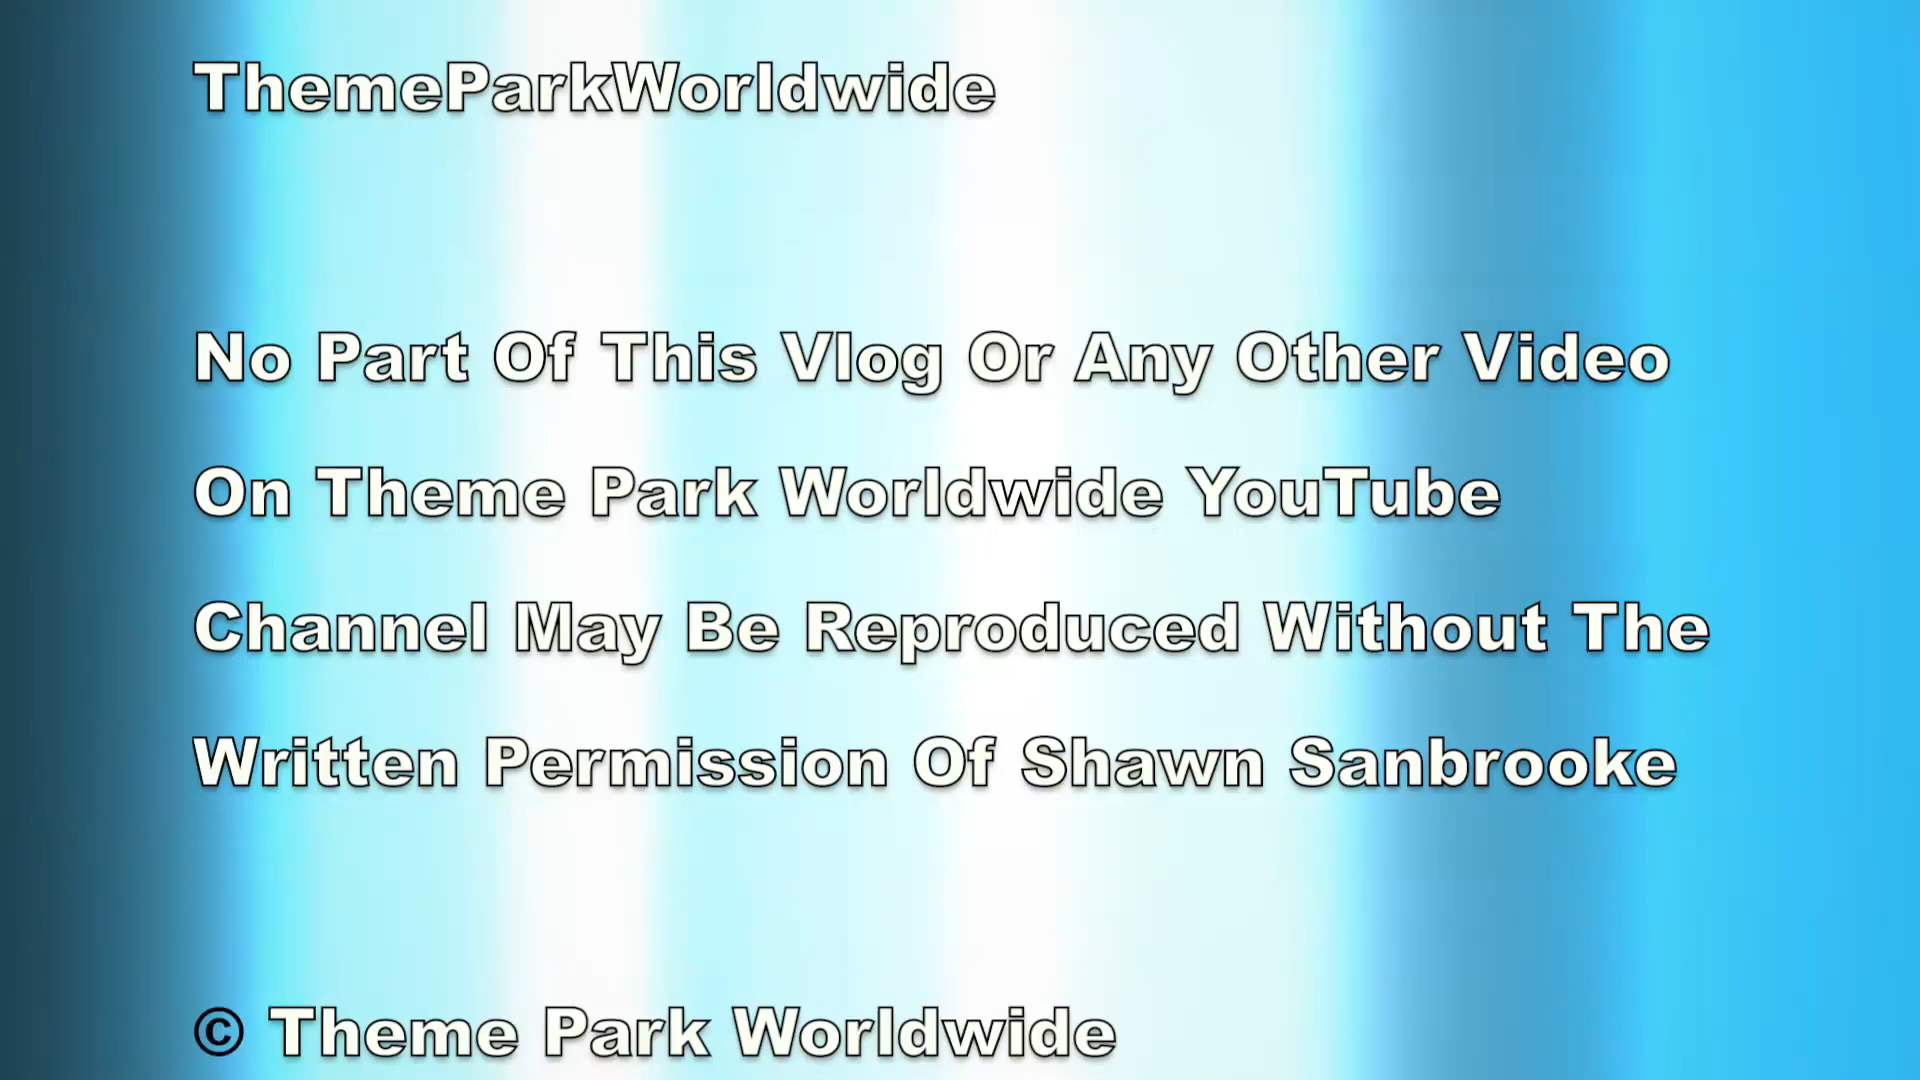 ThemeParkWorldwide
No Part Of This Vlog Or Any Other Video
On Theme Park Worldwide YouTube
Channel May Be Reproduced Without The
Written Permission Of Shawn Sanbrooke
© Theme Park Worldwide